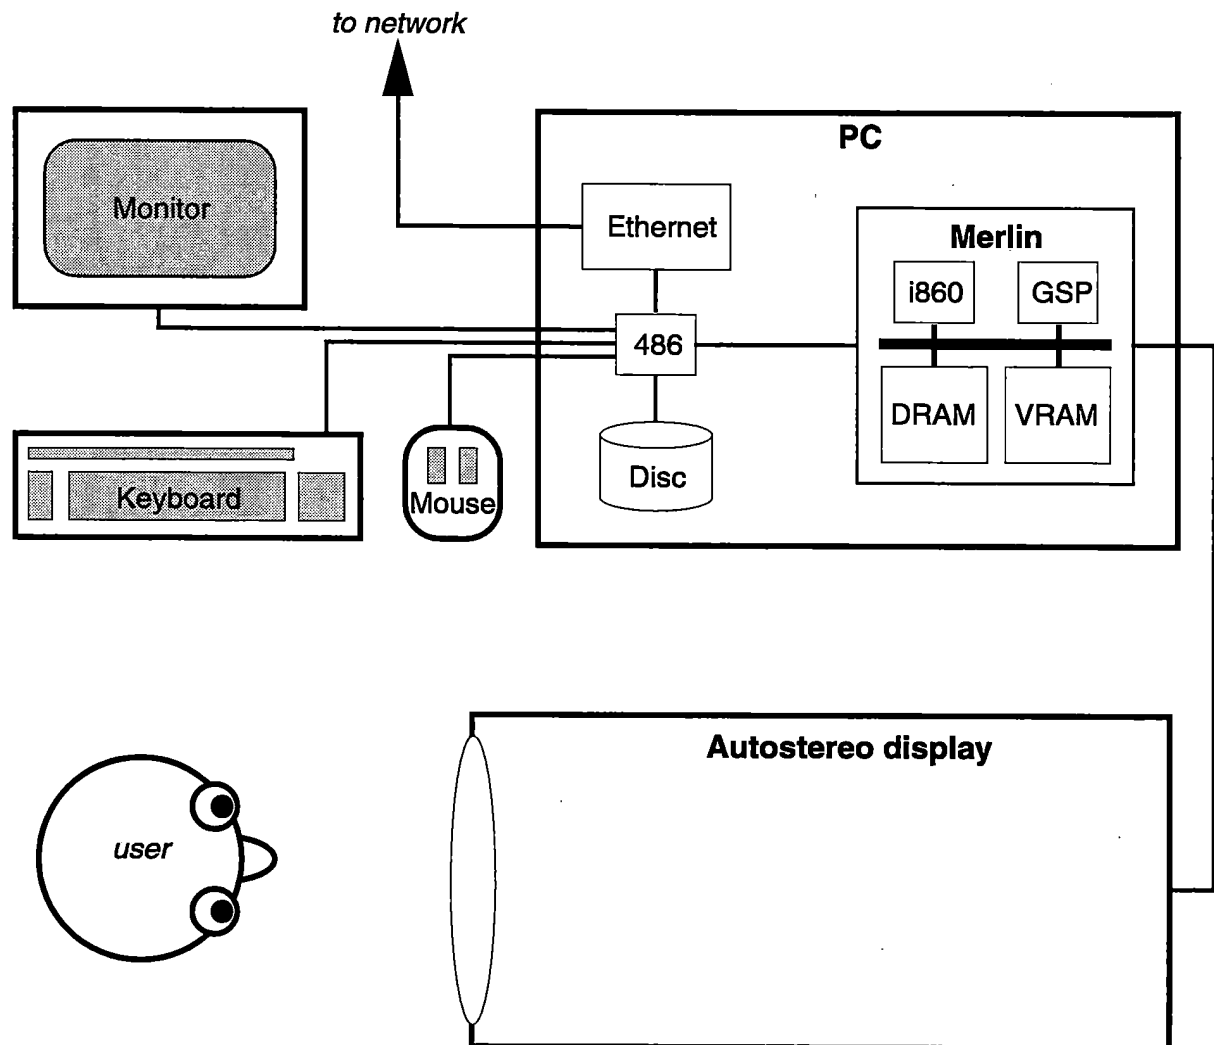 to network
PC
Monitor
Ethernet
Merlin
i860
GSP
486
DRAM
VRAM
Disc
Keyboard
Mouse
Autostereo display
user